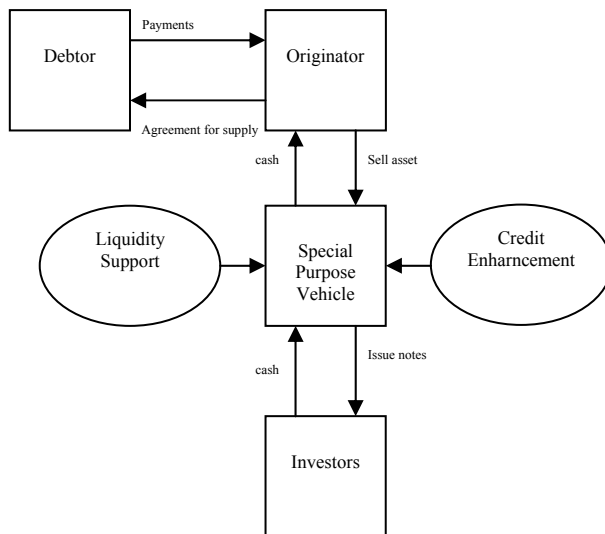 Debtor
Payments
Originator
Agreement for supply
cash
Sell asset
Liquidity
Support
Special
Purpose
Vehicle
Credit
Enharncement
cash
Issue notes
Investors